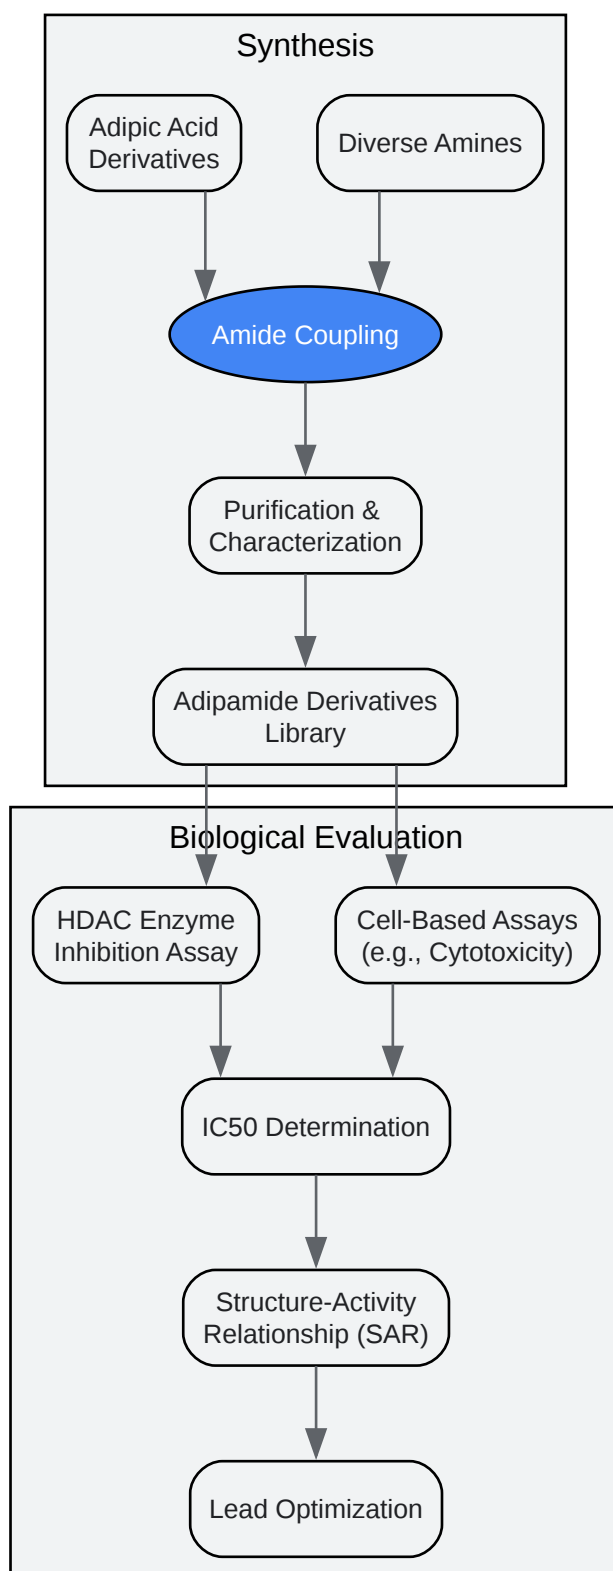 Synthesis
Adipic Acid
Derivatives
Diverse Amines
Amide Coupling
Purification &
Characterization
Adipamide Derivatives
Library
Biological Evaluation
HDAC Enzyme
Inhibition Assay
Cell-Based Assays
(e.g., Cytotoxicity)
IC50 Determination
Structure-Activity
Relationship (SAR)
Lead Optimization